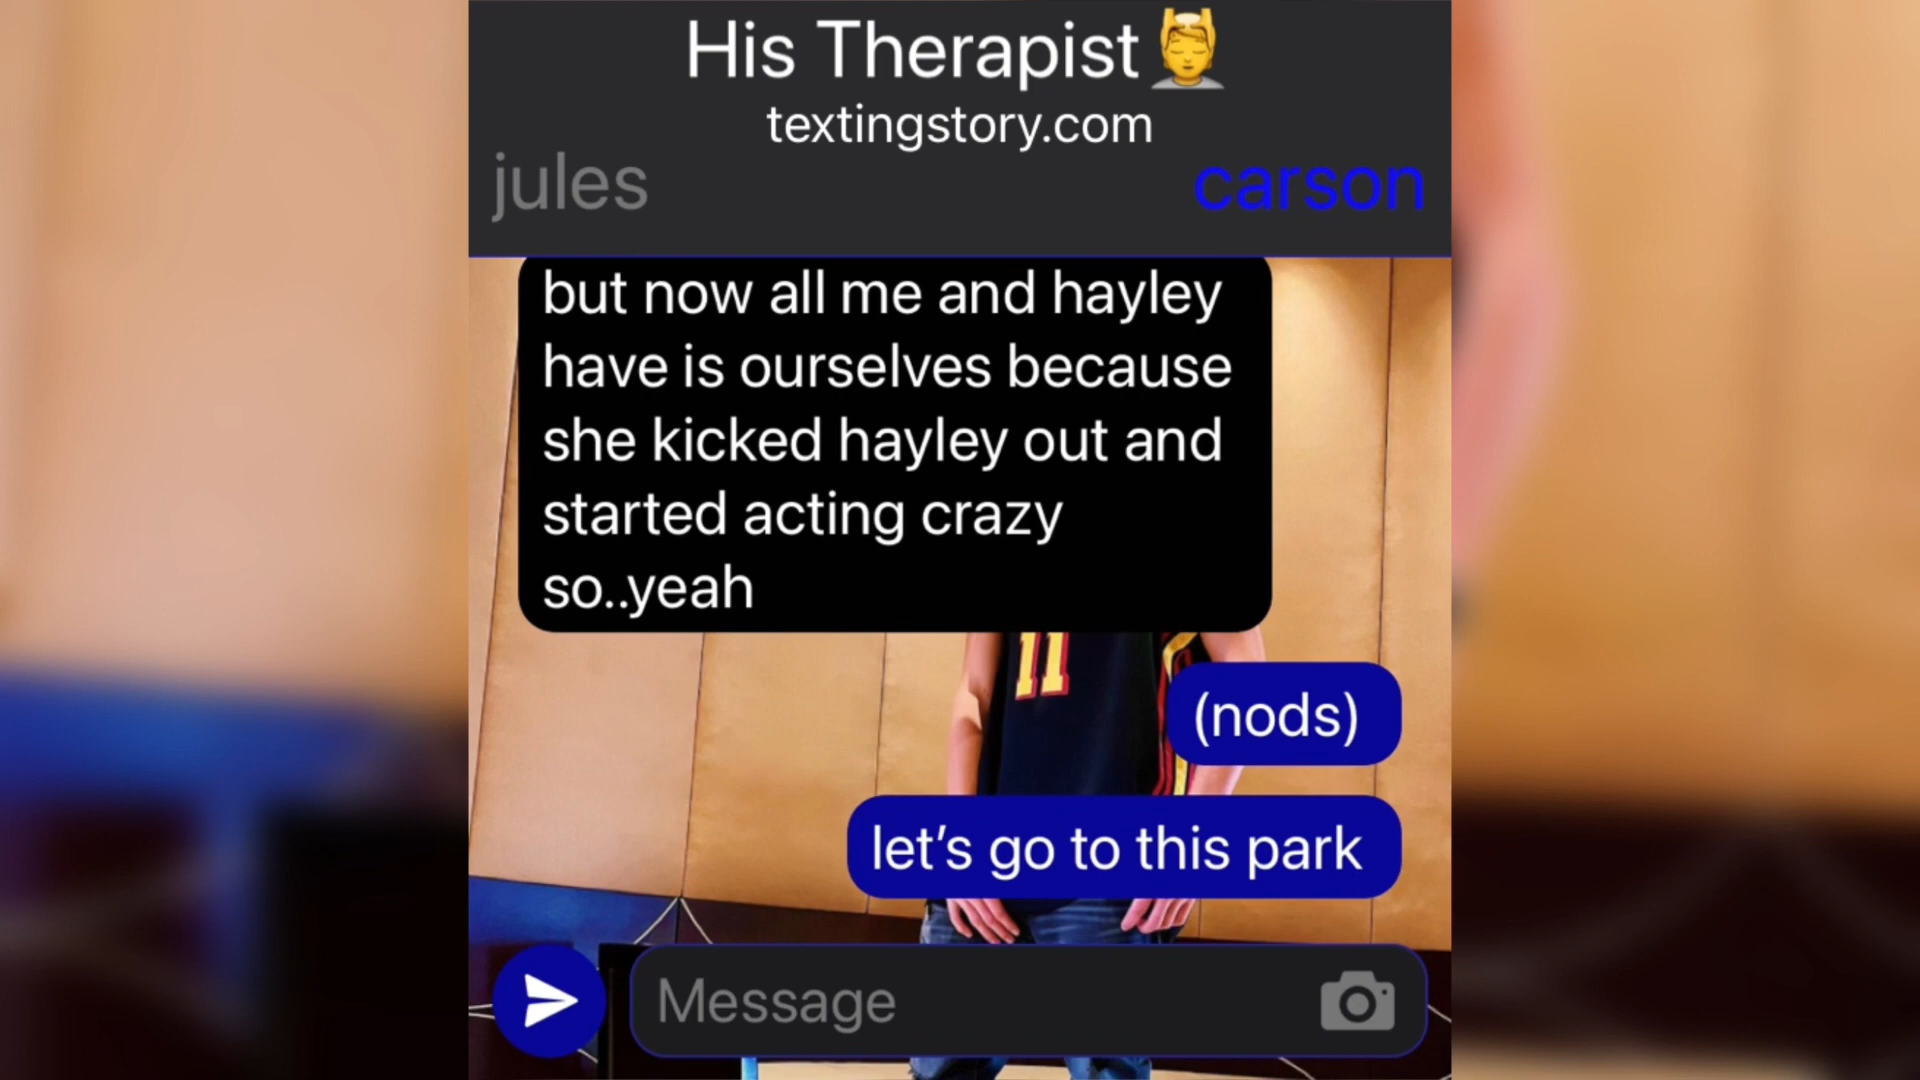 His Therapist💆
textingstory.com
jules
carson
but now all me and hayley
have is ourselves because
she kicked hayley out and
started acting crazy
so..yeah
11
(nods)
let’s go to this park
Message